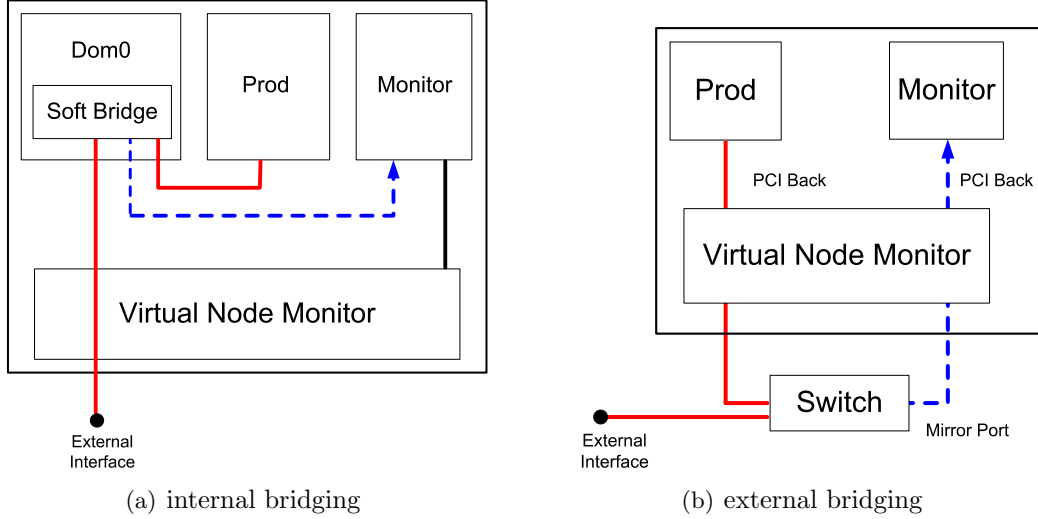 Dom0
Soft Bridge
Prod
Monitor
Virtual Node Monitor
External
Interface
(a) internal bridging
Prod
Monitor
PCI Back
PCI Back
Virtual Node Monitor
Switch
Mirror Port
External
Interface
(b) external bridging